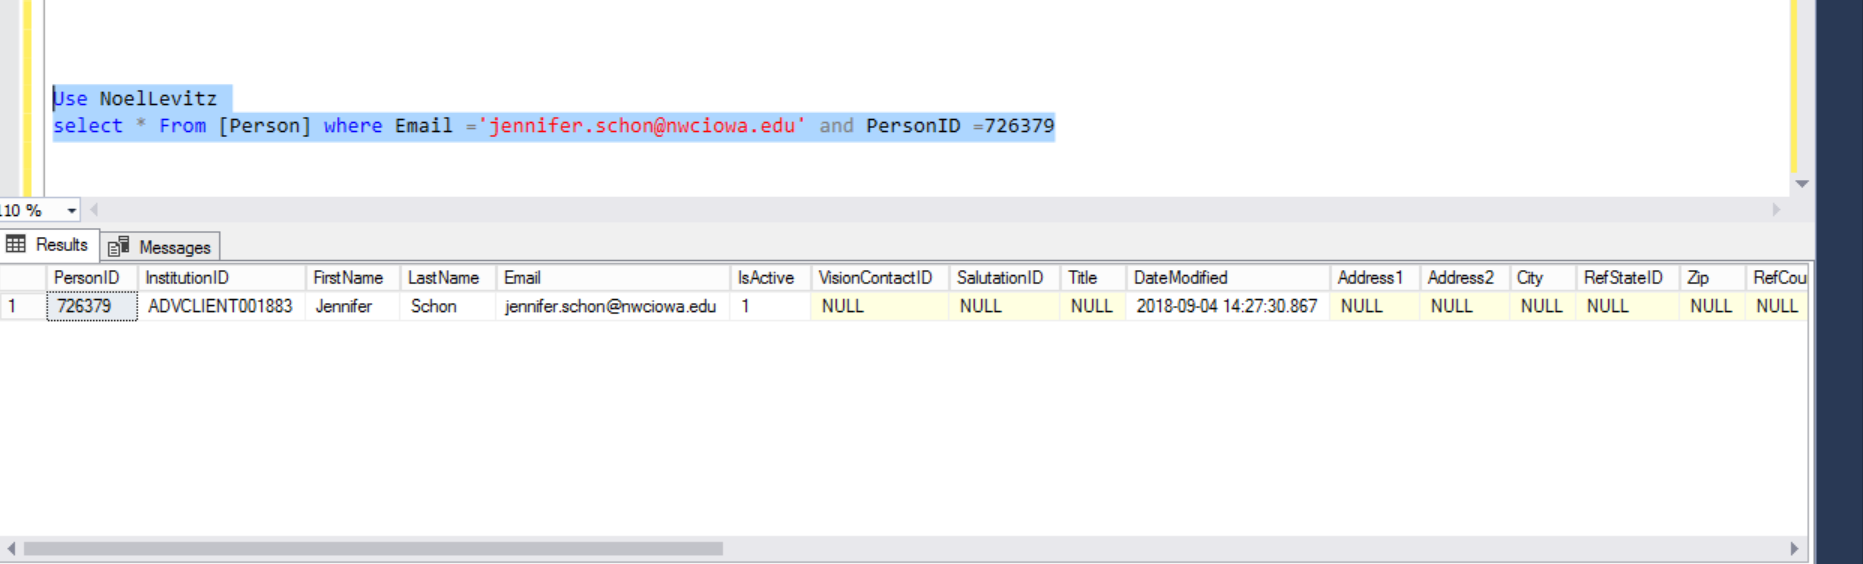 Use NoelLevitz
select * From [Person] where Email ='jennifer.schon@nwciowa.edu' and PersonID =726379
110 %
Results Messages
PersonID InstitutionID FirstName LastName Email IsActive VisionContactID SalutationID Title DateModified Address1 Address2 City RefStateID Zip RefCou
1 726379 ADVCLIENT001883 Jennifer Schon jennifer.schon@nwciowa.edu 1 NULL NULL NULL 2018-09-04 14:27:30.867 NULL NULL NULL NULL NULL NULL